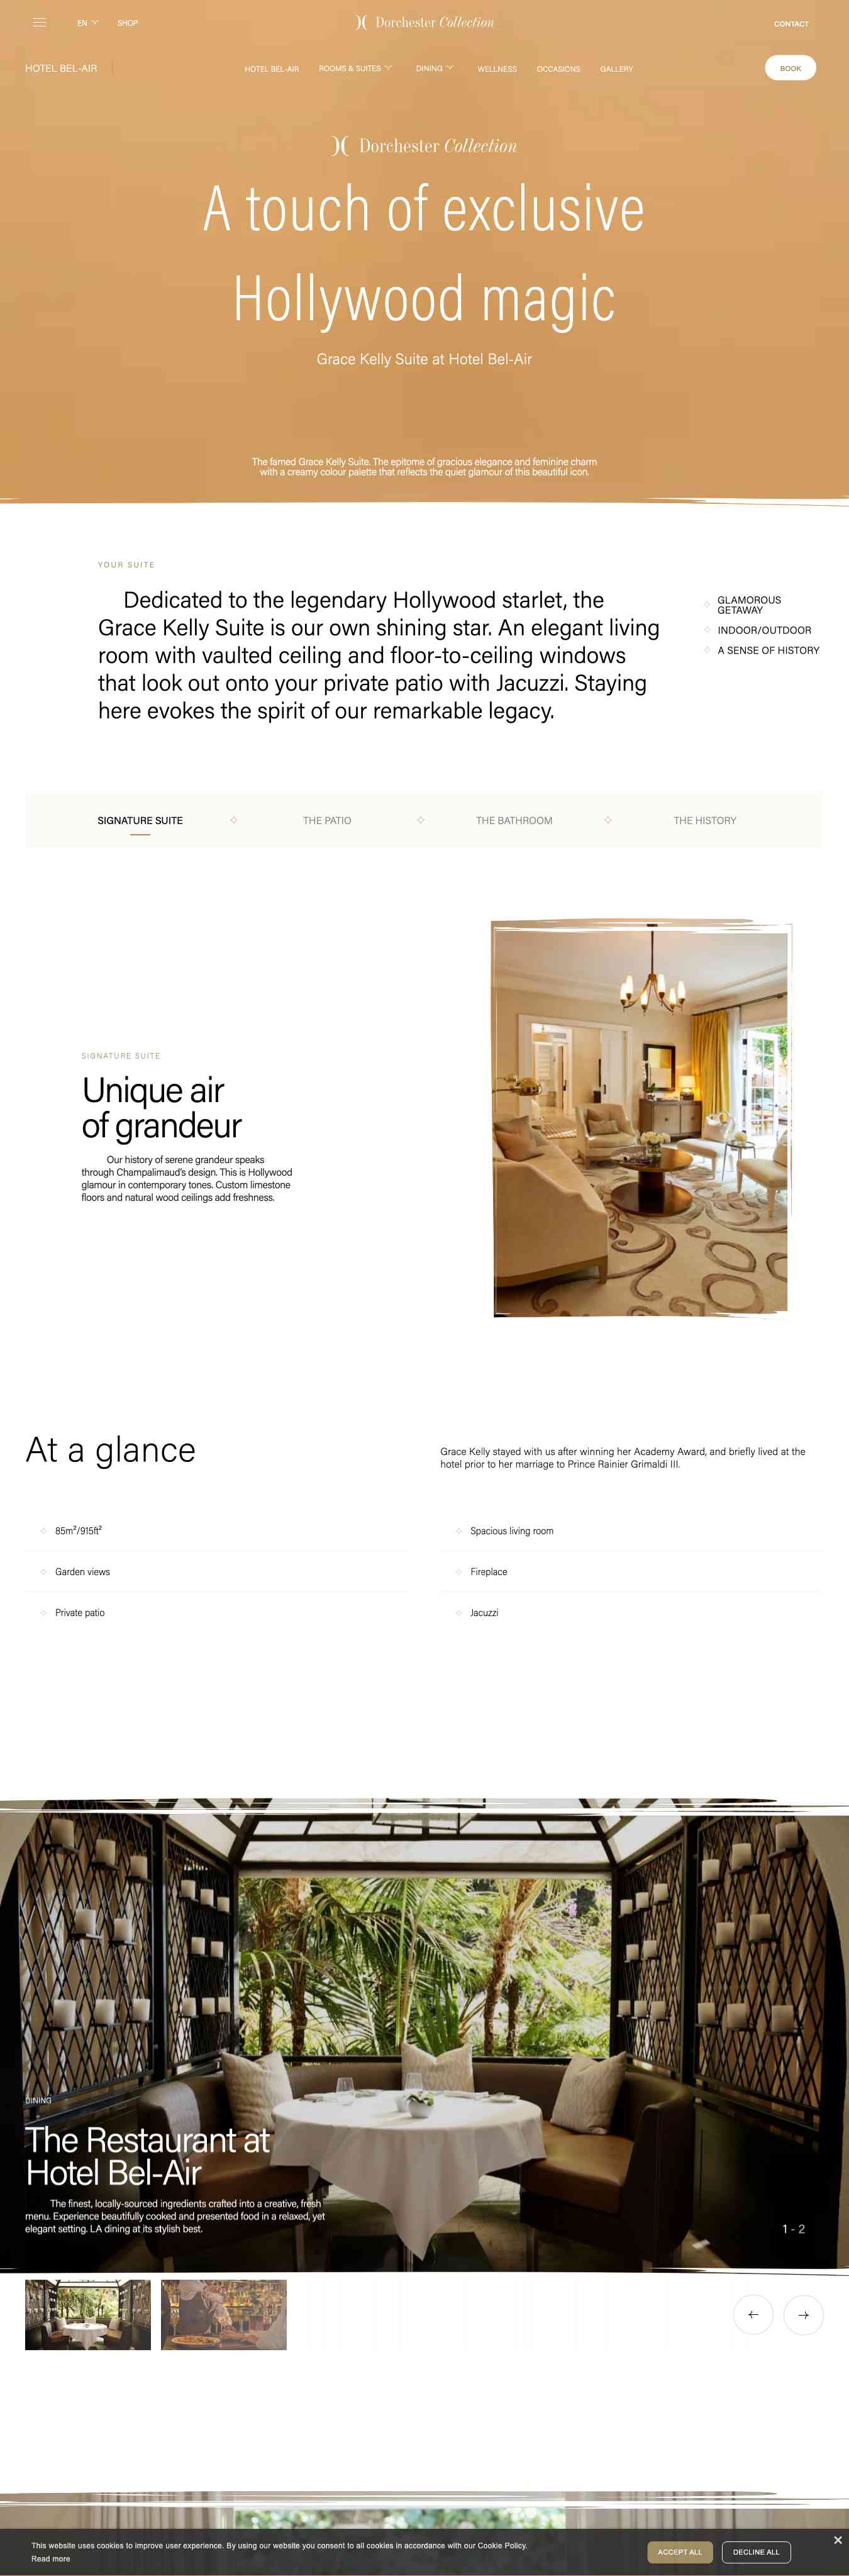 EN SHOP
Dorchester Collection
CONTACT
HOTEL BEL-AIR
HOTEL BEL-AIR ROOMS & SUITES DINING WELLNESS OCCASIONS GALLERY
BOOK
Dorchester Collection
A touch of exclusive
Hollywood magic
Grace Kelly Suite at Hotel Bel-Air
The famed Grace Kelly Suite. The epitome of gracious elegance and feminine charm
with a creamy colour palette that reflects the quiet glamour of this beautiful icon.
YOUR SUITE
Dedicated to the legendary Hollywood starlet, the
Grace Kelly Suite is our own shining star. An elegant living
room with vaulted ceiling and floor-to-ceiling windows
that look out onto your private patio with Jacuzzi. Staying
here evokes the spirit of our remarkable legacy.
GLAMOROUS
GETAWAY
INDOOR/OUTDOOR
A SENSE OF HISTORY
SIGNATURE SUITE THE PATIO THE BATHROOM THE HISTORY
SIGNATURE SUITE
Unique air
of grandeur
Our history of serene grandeur speaks
through Champalimaud's design. This is Hollywood
glamour in contemporary tones. Custom limestone
floors and natural wood ceilings add freshness.
At a glance
Grace Kelly stayed with us after winning her Academy Award, and briefly lived at the
hotel prior to her marriage to Prince Rainier Grimaldi III.
85m²/915ft²
Garden views
Private patio
Spacious living room
Fireplace
Jacuzzi
DINING
The Restaurant at
Hotel Bel-Air
The finest, locally-sourced ingredients crafted into a creative, fresh
menu. Experience beautifully cooked and presented food in a relaxed, yet
elegant setting. LA dining at its stylish best.
1 - 2
This website uses cookies to improve user experience. By using our website you consent to all cookies in accordance with our Cookie Policy.
Read more
ACCEPT ALL
DECLINE ALL